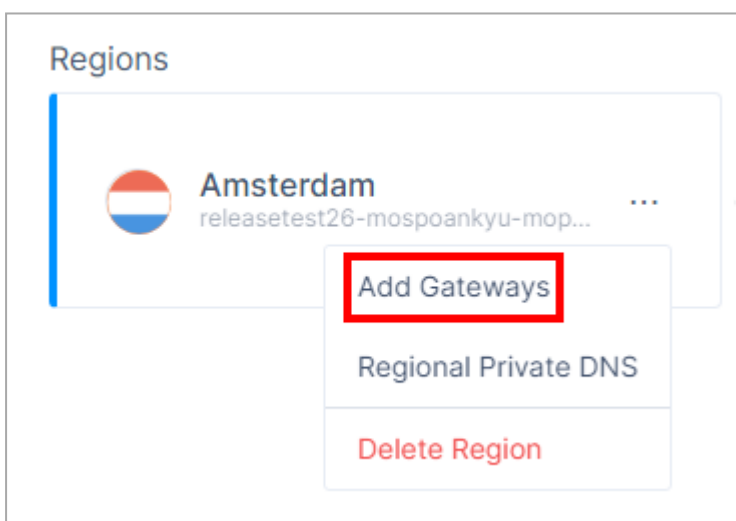 Regions
Amsterdam
...
releasetest26-mospoankyu-mop...
Add Gateways
Regional Private DNS
Delete Region